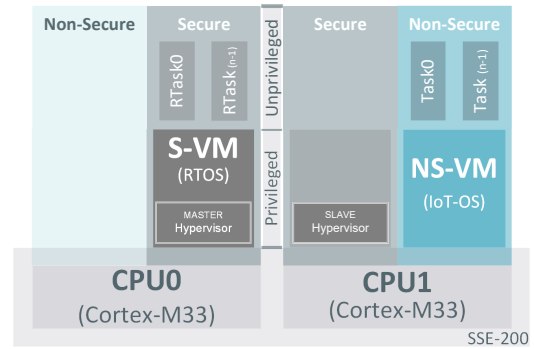 Non-Secure
Secure
Unprivileged
Secure
Non-Secure
RTask0
RTask (n-1)
Task0
Task (n-1)
S-VM
(RTOS)
Privileged
NS-VM
(IoT-OS)
MASTER
Hypervisor
SLAVE
Hypervisor
CPU0
(Cortex-M33)
CPU1
(Cortex-M33)
SSE-200